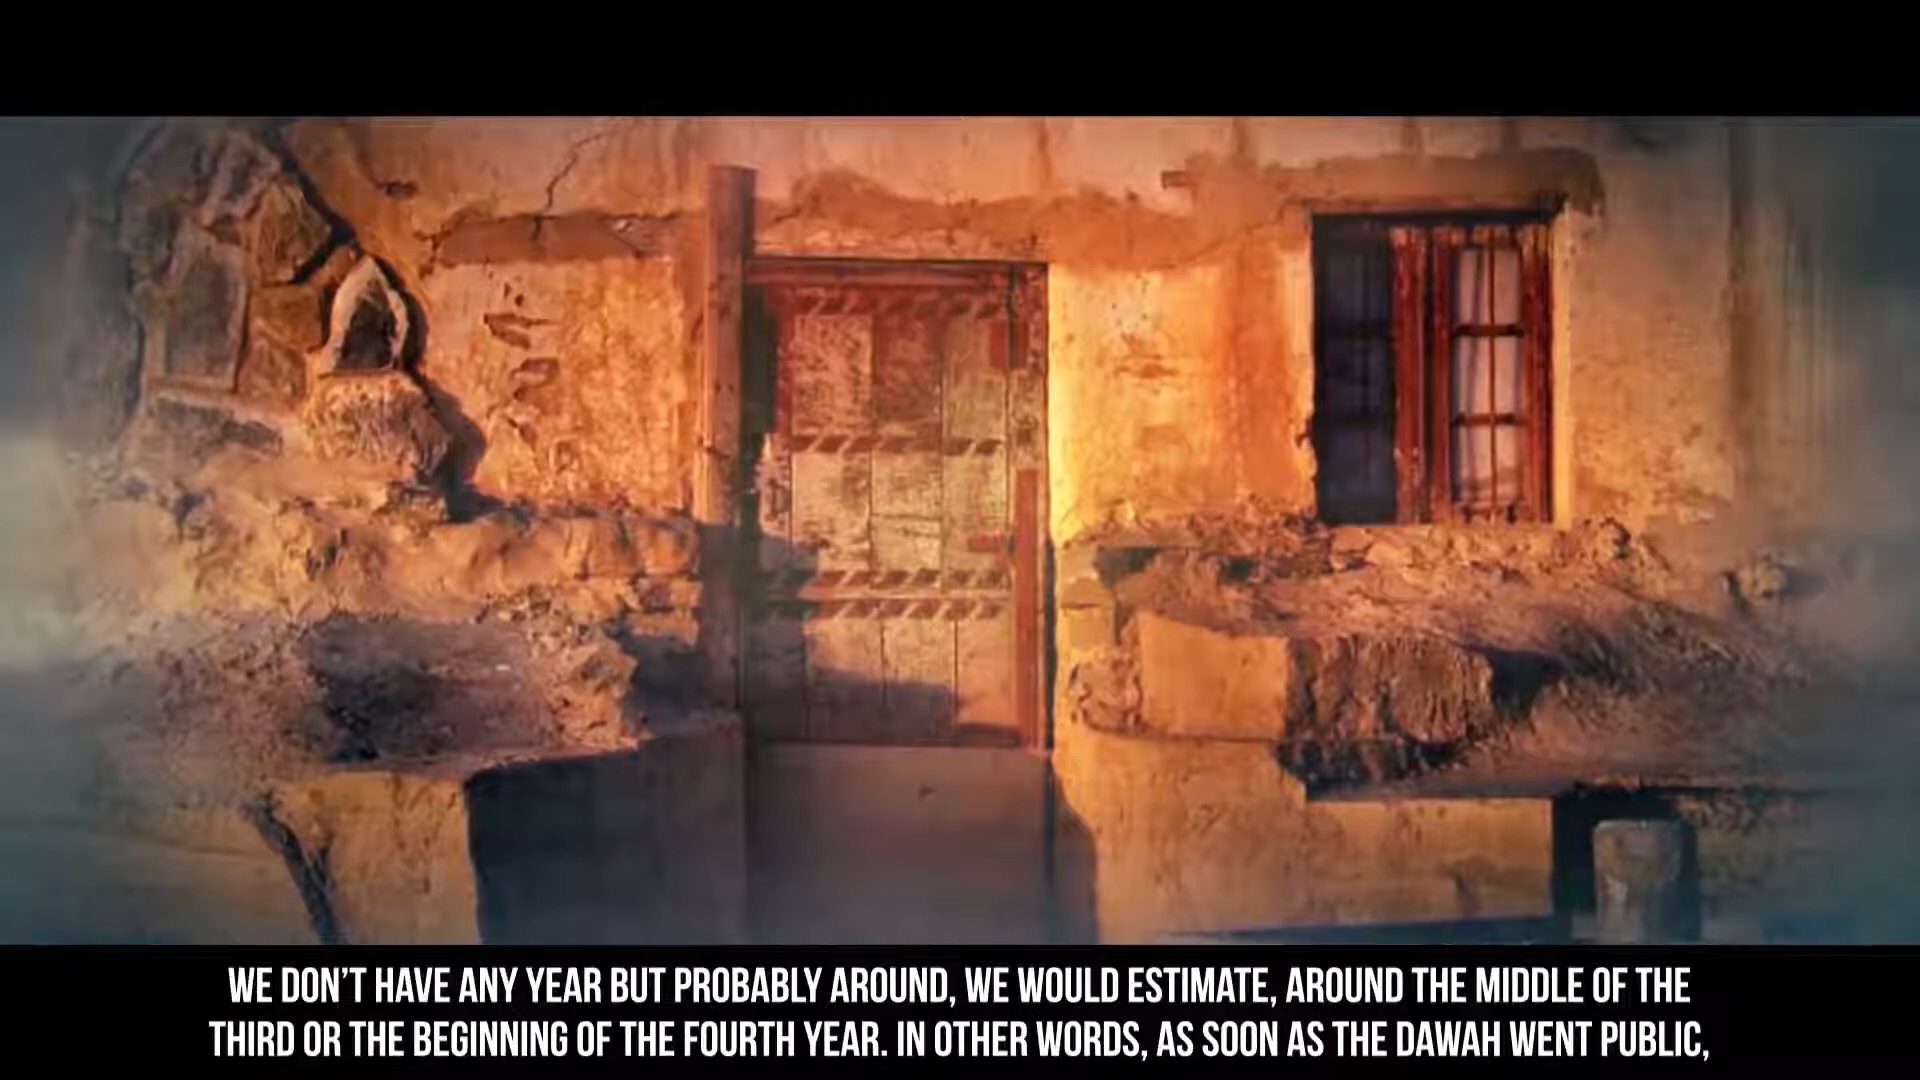 WE DON'T HAVE ANY YEAR BUT PROBABLY AROUND, WE WOULD ESTIMATE, AROUND THE MIDDLE OF THE
THIRD OR THE BEGINNING OF THE FOURTH YEAR. IN OTHER WORDS, AS SOON AS THE DAWAH WENT PUBLIC,